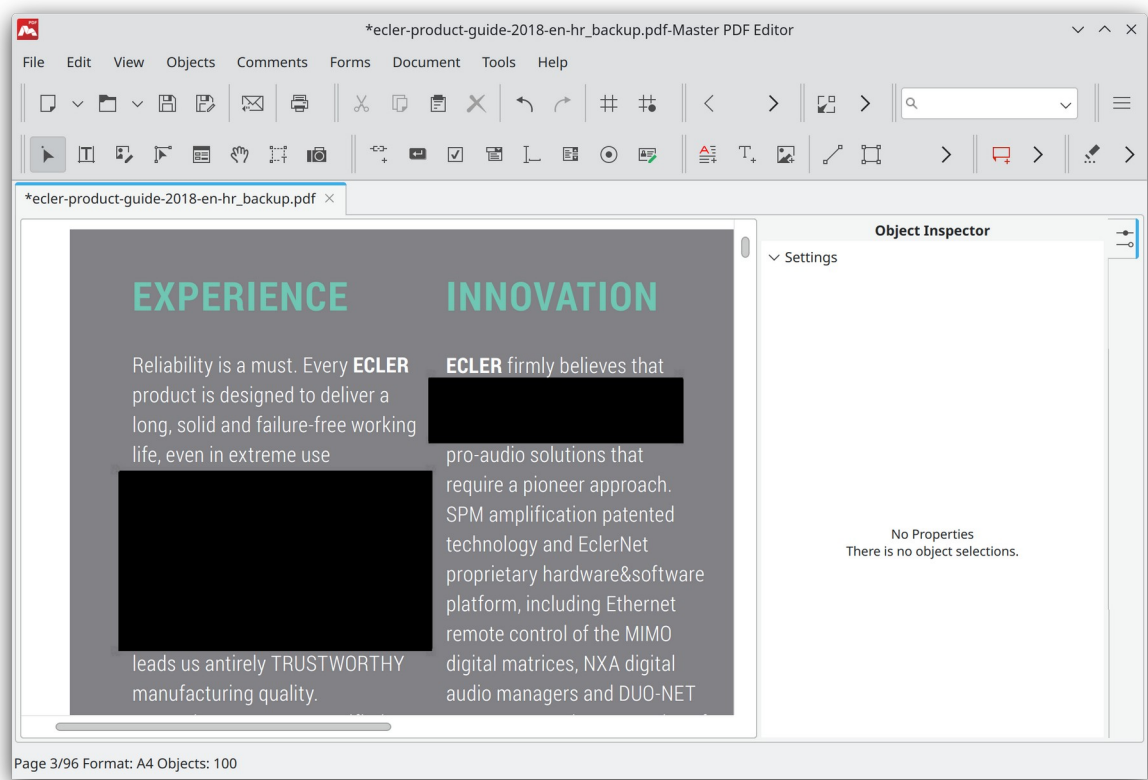 *ecler-product-guide-2018-en-hr_backup.pdf-Master PDF Editor
File Edit View Objects Comments Forms Document Tools Help
*ecler-product-guide-2018-en-hr_backup.pdf
EXPERIENCE
Reliability is a must. Every ECLER
product is designed to deliver a
long, solid and failure-free working
life, even in extreme use
leads us antirely TRUSTWORTHY
manufacturing quality.
INNOVATION
ECLER firmly believes that
pro-audio solutions that
require a pioneer approach.
SPM amplification patented
technology and EclerNet
proprietary hardware&software
platform, including Ethernet
remote control of the MIMO
digital matrices, NXA digital
audio managers and DUO-NET
Object Inspector
Settings
No Properties
There is no object selections.
Page 3/96 Format: A4 Objects: 100